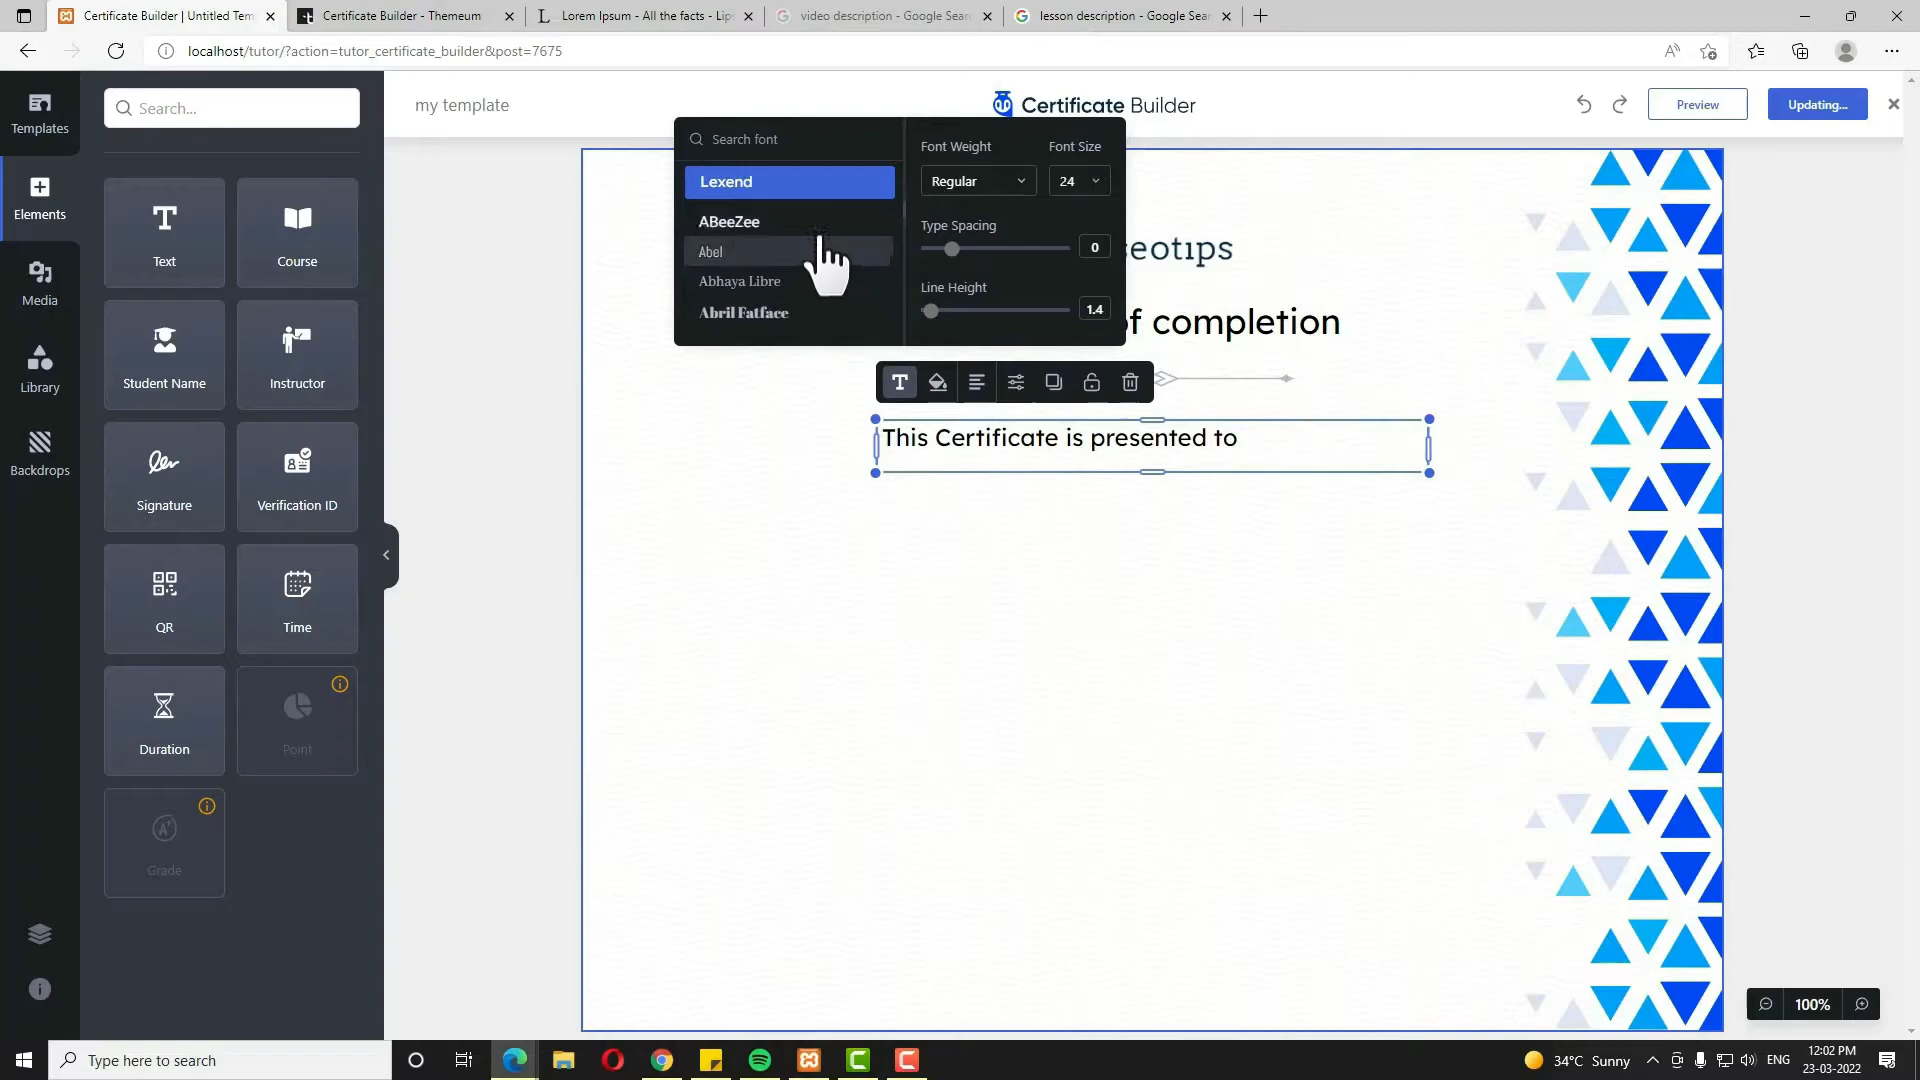 Certificate Builder | Untitled Tem
Certificate Builder - Themeum
Lorem Ipsum - All the facts - Lip
video description - Google Sear
lesson description - Google Sear
localhost/tutor/?action=tutor_certificate_builder&post=7675
Templates
Elements
Media
Library
Backdrops
Search...
Text
Course
Student Name
Instructor
Signature
Verification ID
QR
Time
Duration
Point
Grade
my template
Certificate Builder
Preview
Updating...
Search font
Lexend
ABeeZee
Abel
Abhaya Libre
Abril Fatface
Font Weight
Font Size
Regular
24
Type Spacing
0
Line Height
1.4
eotips
of completion
This Certificate is presented to
100%
Type here to search
34°C Sunny
ENG
12:02 PM
23-03-2022